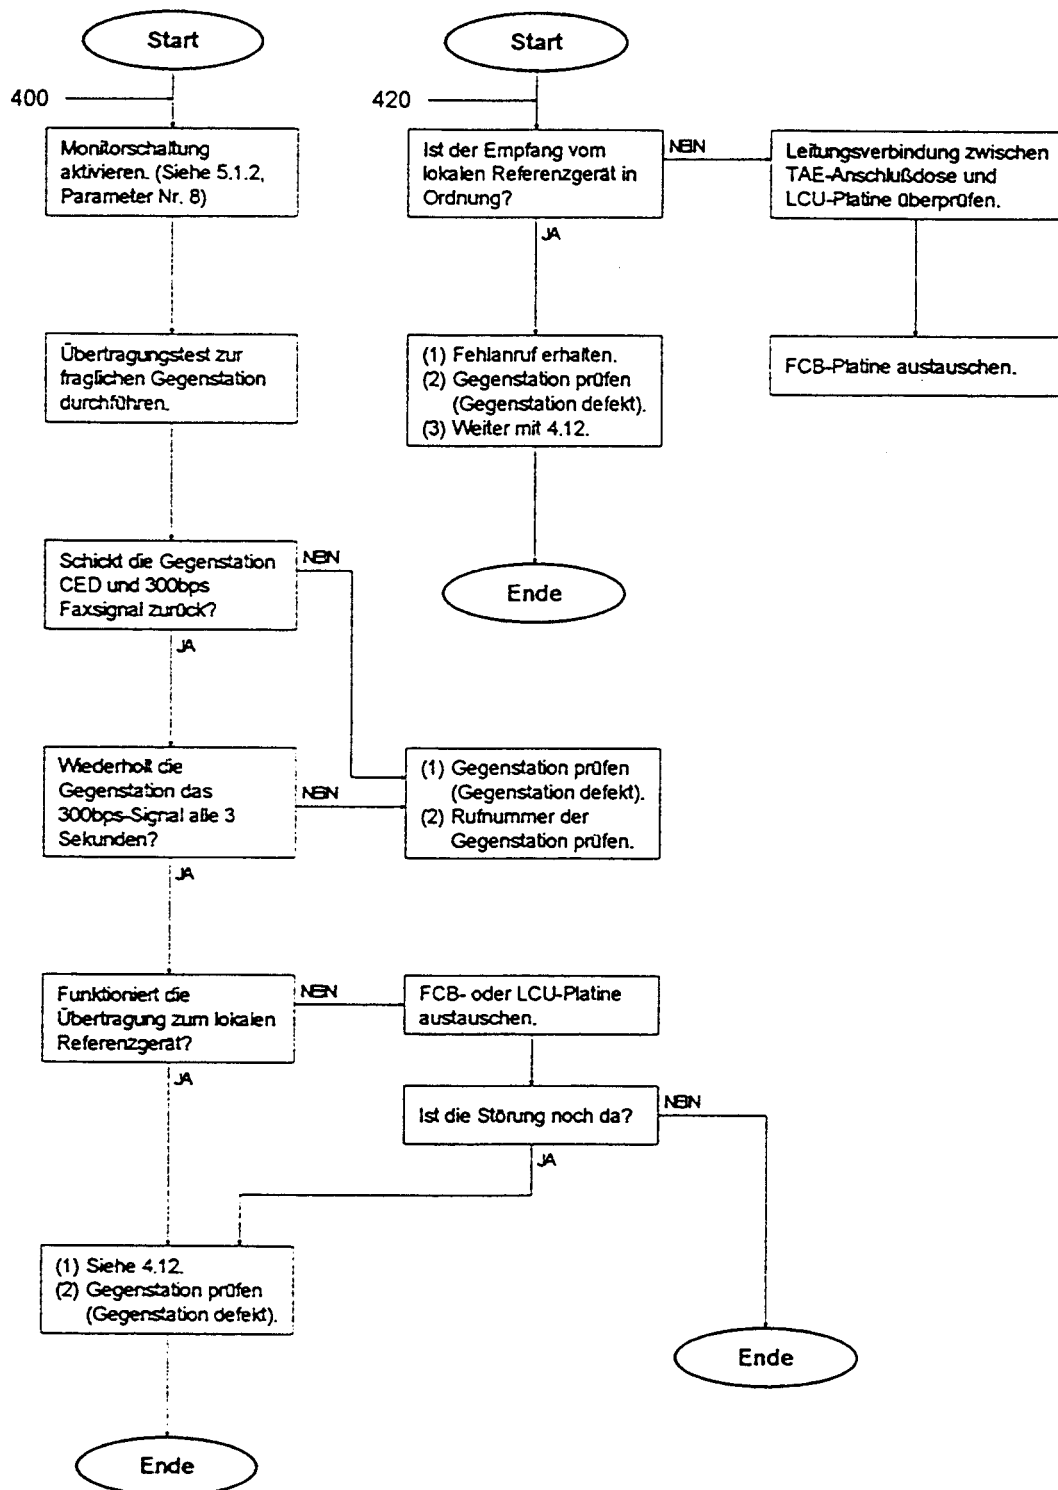 Start
400
Monitorschaltung
aktivieren. (Siehe 5.1.2,
Parameter Nr. 8)
Übertragungstest zur
fraglichen Gegenstation
durchführen.
Schickt die Gegenstation
CED und 300bps
Faxsignal zurück?
NEIN
JA
Wiederholt die
Gegenstation das
300bps-Signal alle 3
Sekunden?
NEIN
JA
(1) Gegenstation prüfen
(Gegenstation defekt).
(2) Rufnummer der
Gegenstation prüfen.
Funktioniert die
Übertragung zum lokalen
Referenzgerät?
NEIN
JA
FCB- oder LCU-Platine
austauschen.
Ist die Störung noch da?
NEIN
JA
(1) Siehe 4.12.
(2) Gegenstation prüfen
(Gegenstation defekt).
Ende
Ende
Start
420
Ist der Empfang vom
lokalen Referenzgerät in
Ordnung?
NEIN
JA
Leitungsverbindung zwischen
TAE-Anschlußdose und
LCU-Platine überprüfen.
FCB-Platine austauschen.
(1) Fehlanruf erhalten.
(2) Gegenstation prüfen
(Gegenstation defekt).
(3) Weiter mit 4.12.
Ende